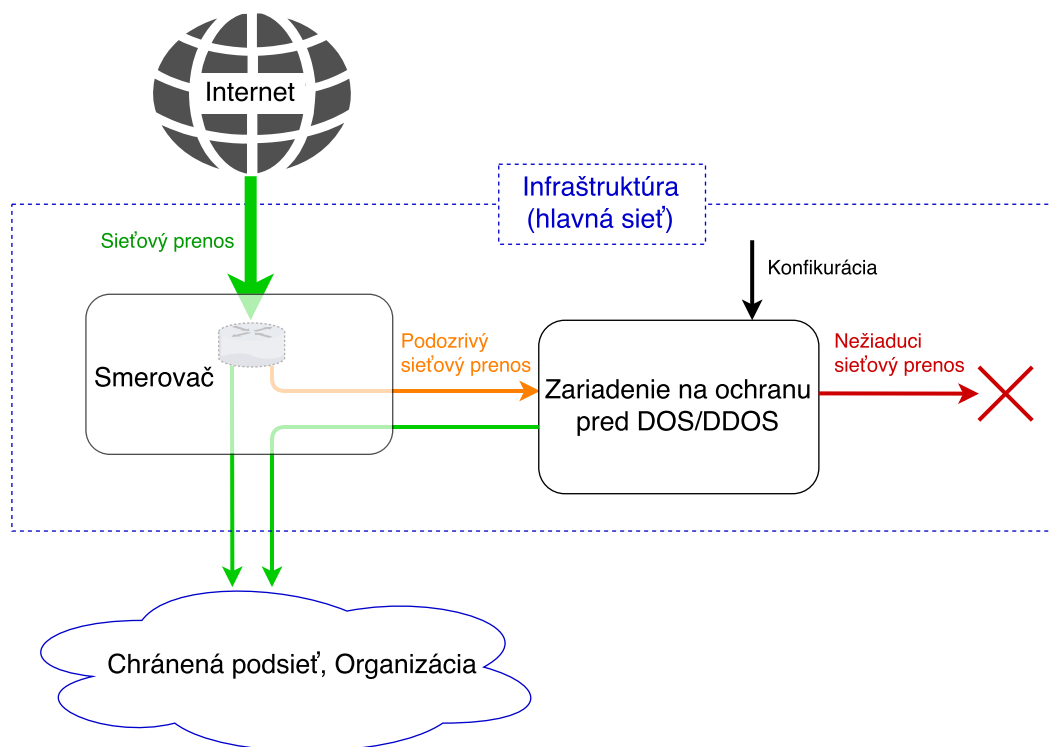 Internet
Infraštruktúra
(hlavná sieť)
Sieťový prenos
Konfikurácia
Smerovač
Podozrivý
sieťový prenos
Zariadenie na ochranu
pred DOS/DDOS
Nežiaduci
sieťový prenos
Chránená podsieť, Organizácia